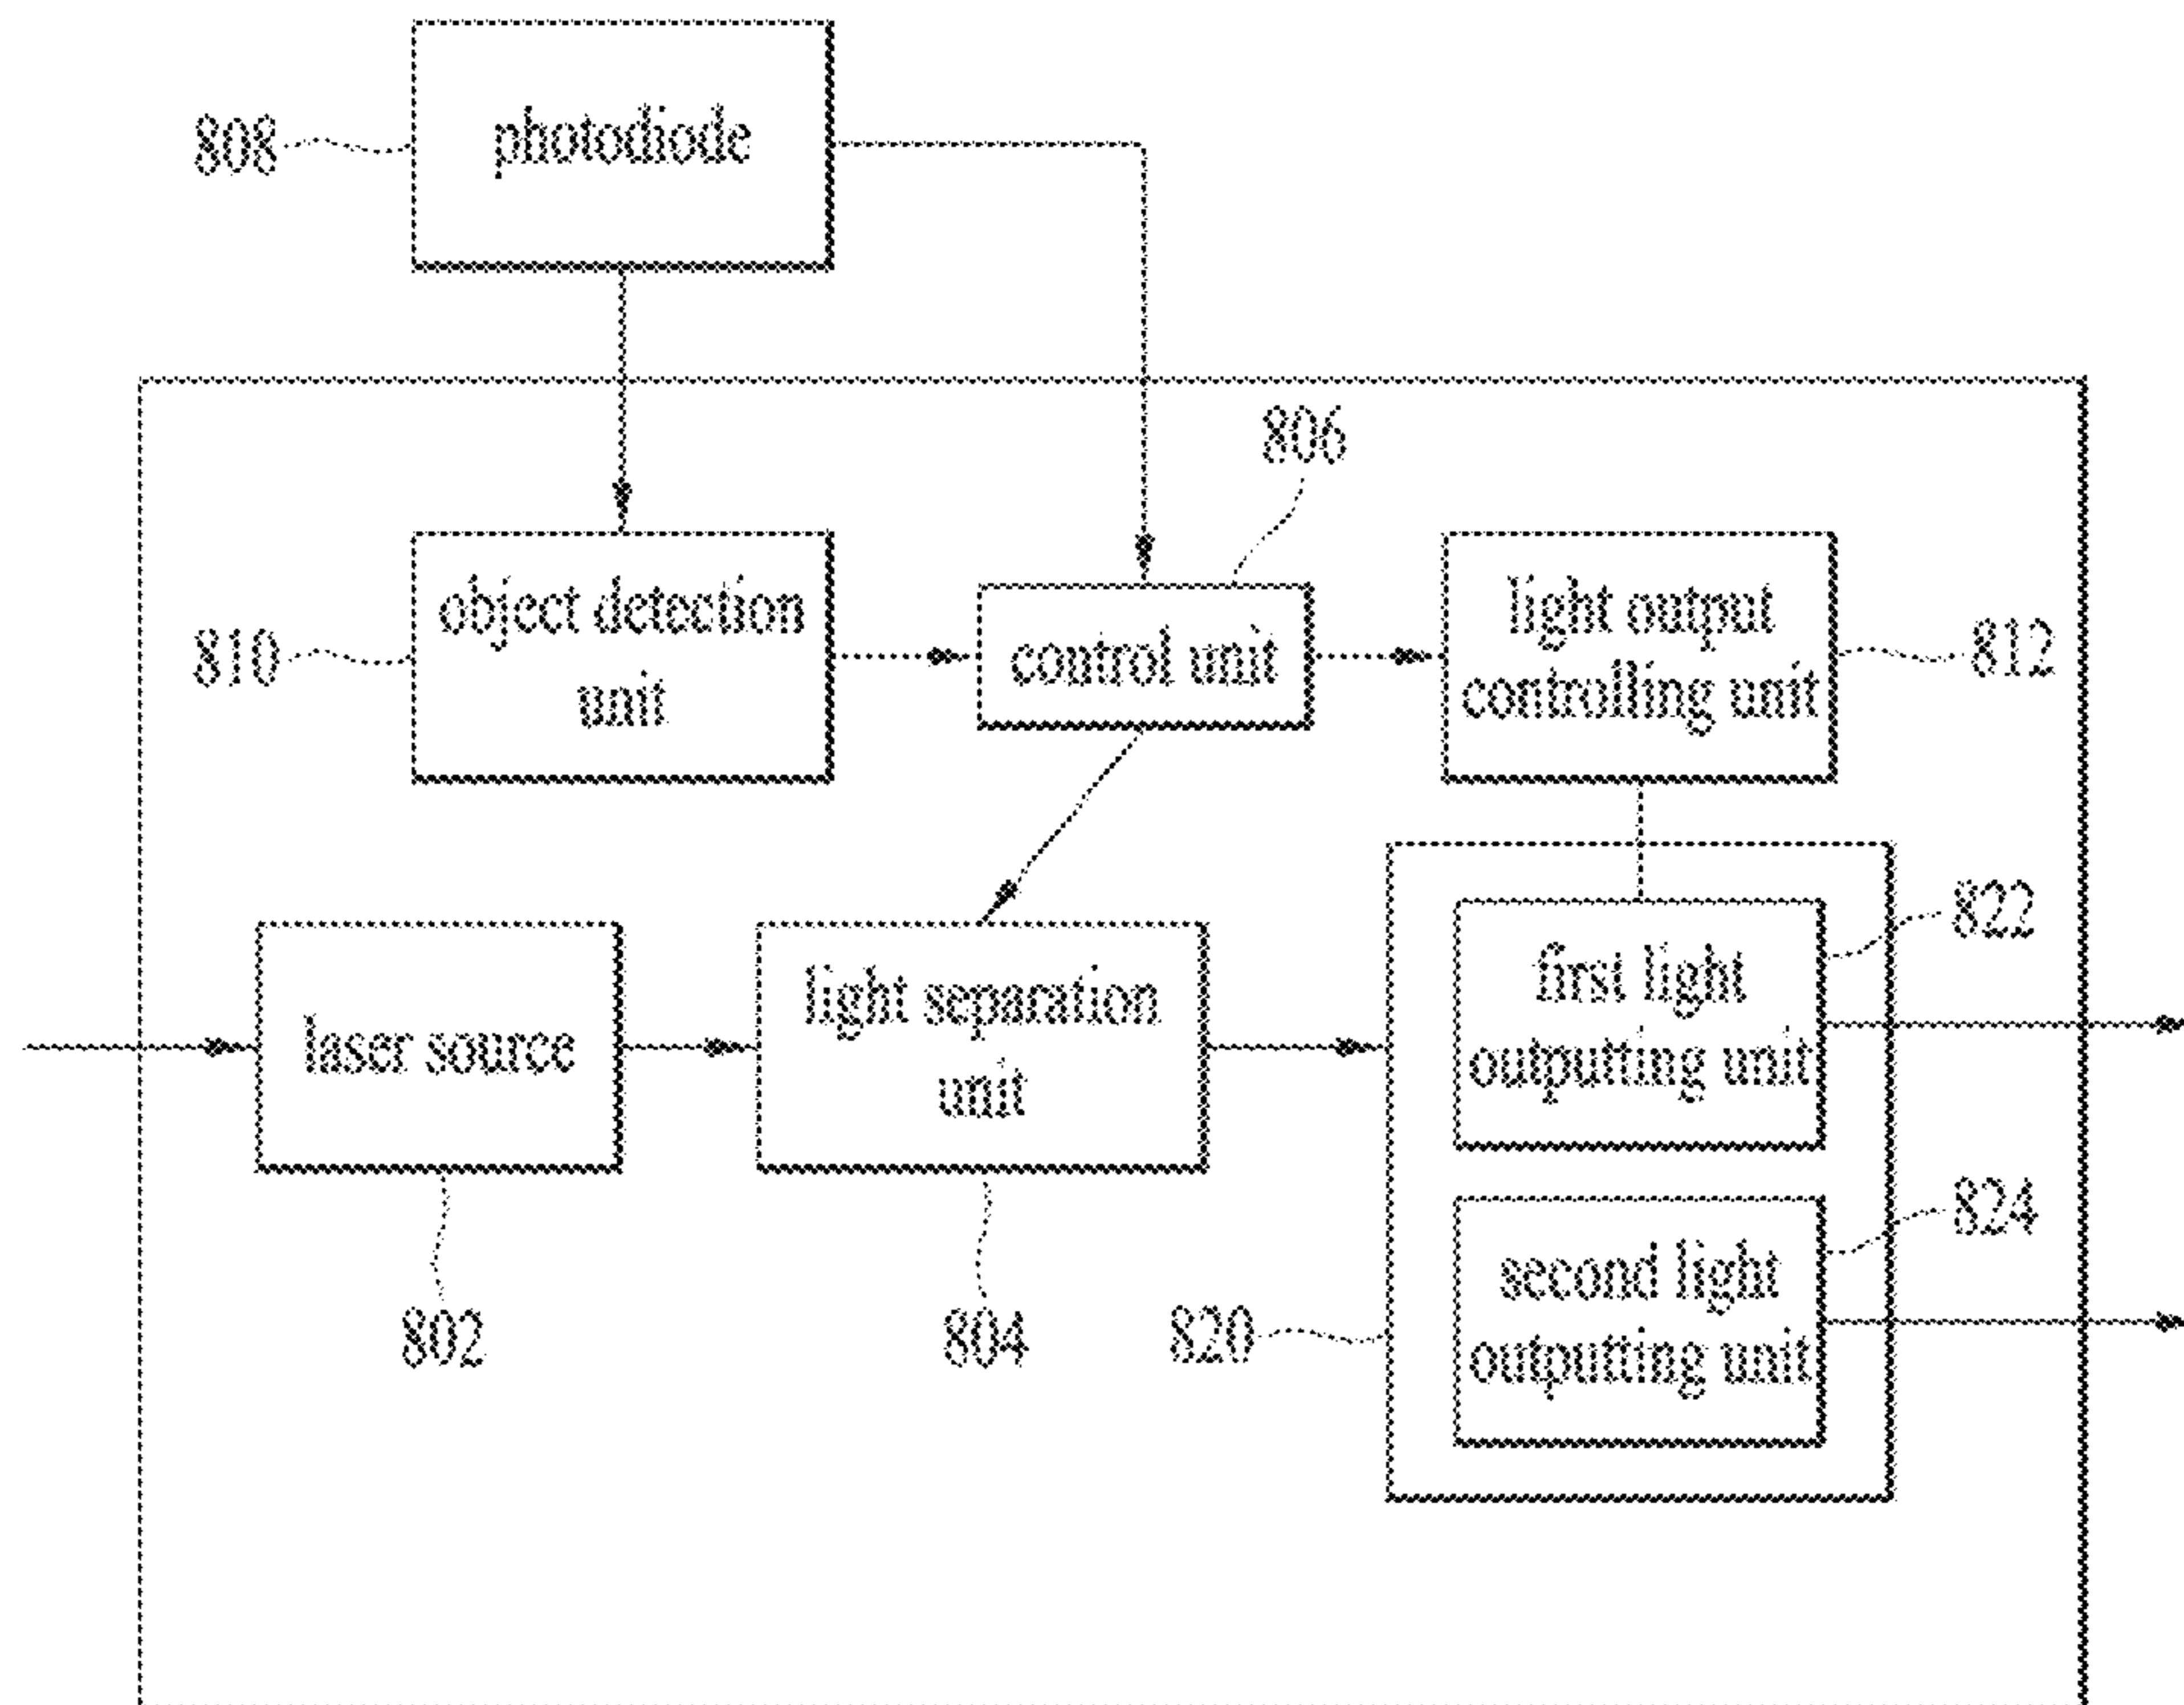 photodiode
808
806
object detection
unit
810
control unit
light output
controlling unit
812
laser source
802
light separation
unit
804
first light
outputting unit
822
second light
outputting unit
824
820